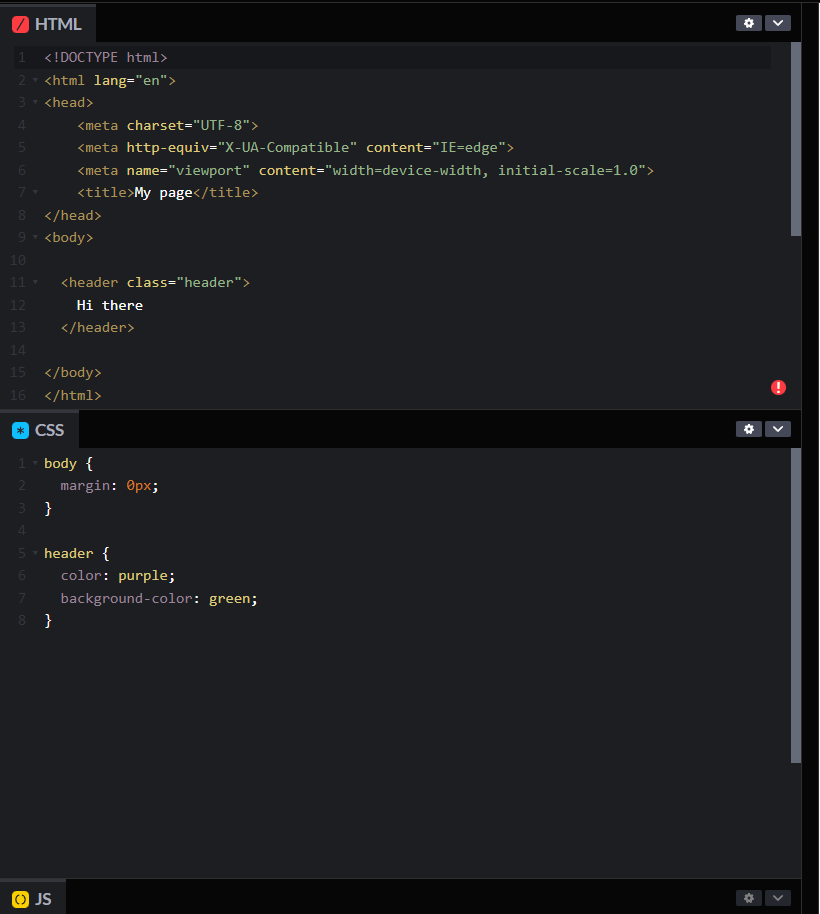 HTML
1 <!DOCTYPE html>
2 <html lang="en">
3 <head>
4     <meta charset="UTF-8">
5     <meta http-equiv="X-UA-Compatible" content="IE=edge">
6     <meta name="viewport" content="width=device-width, initial-scale=1.0">
7     <title>My page</title>
8 </head>
9 <body>
10
11   <header class="header">
12     Hi there
13   </header>
14
15 </body>
16 </html>
CSS
1 body {
2   margin: 0px;
3 }
4
5 header {
6   color: purple;
7   background-color: green;
8 }
JS